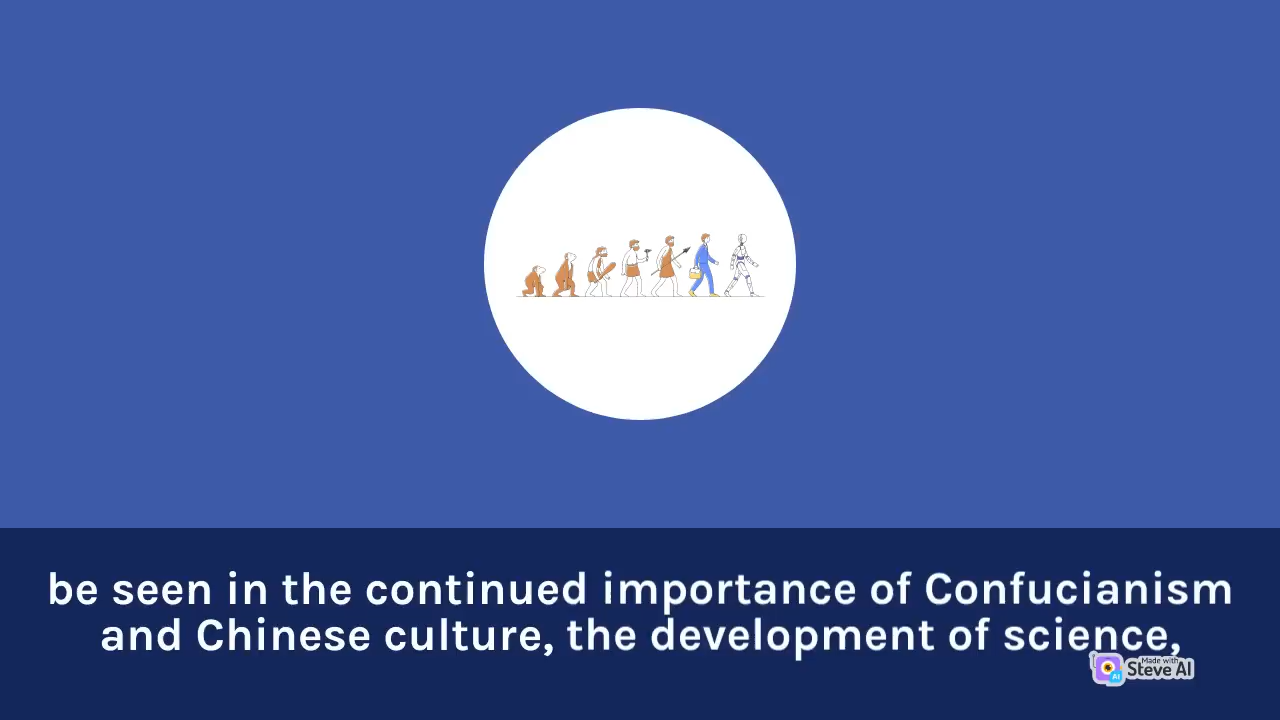 be seen in the continued importance of Confucianism
and Chinese culture, the development of science,
Made with
Steve AI
AI